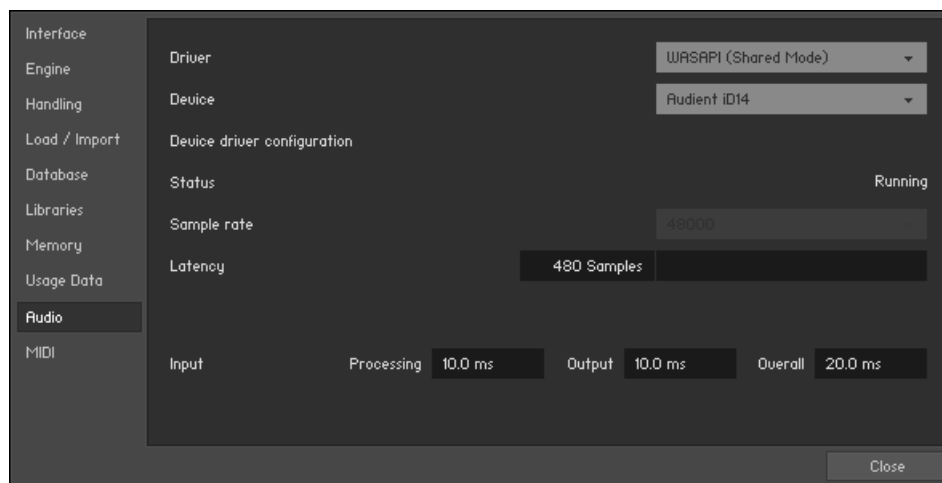 Interface
Engine
Handling
Load / Import
Database
Libraries
Memory
Usage Data
Audio
MIDI
Driver WASAPI (Shared Mode)
Device Audient iD14
Device driver configuration
Status Running
Sample rate 48000
Latency 480 Samples
Input Processing 10.0 ms Output 10.0 ms Overall 20.0 ms
Close